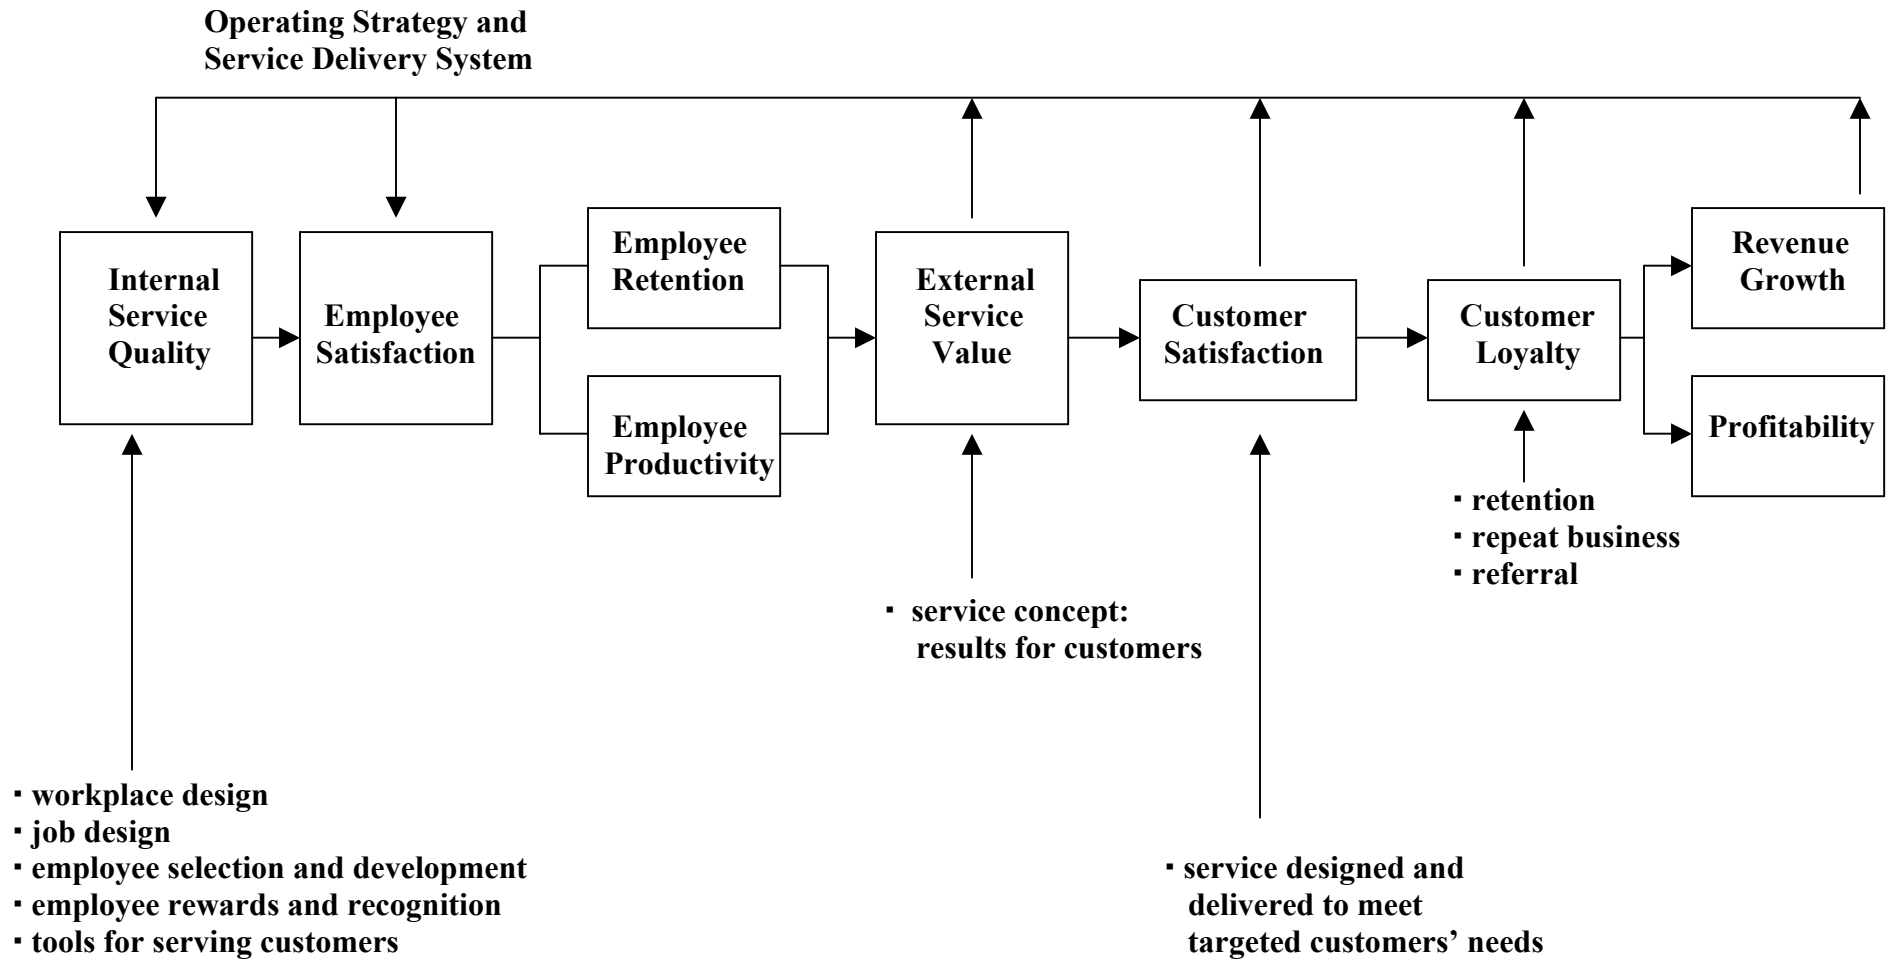 Operating Strategy and
Service Delivery System
Internal
Service
Quality
Employee
Satisfaction
Employee
Retention
Employee
Productivity
External
Service
Value
Customer
Satisfaction
Customer
Loyalty
Revenue
Growth
Profitability
▪ retention
▪ repeat business
▪ referral
▪ service concept:
results for customers
▪ workplace design
▪ job design
▪ employee selection and development
▪ employee rewards and recognition
▪ tools for serving customers
▪ service designed and
delivered to meet
targeted customers’ needs